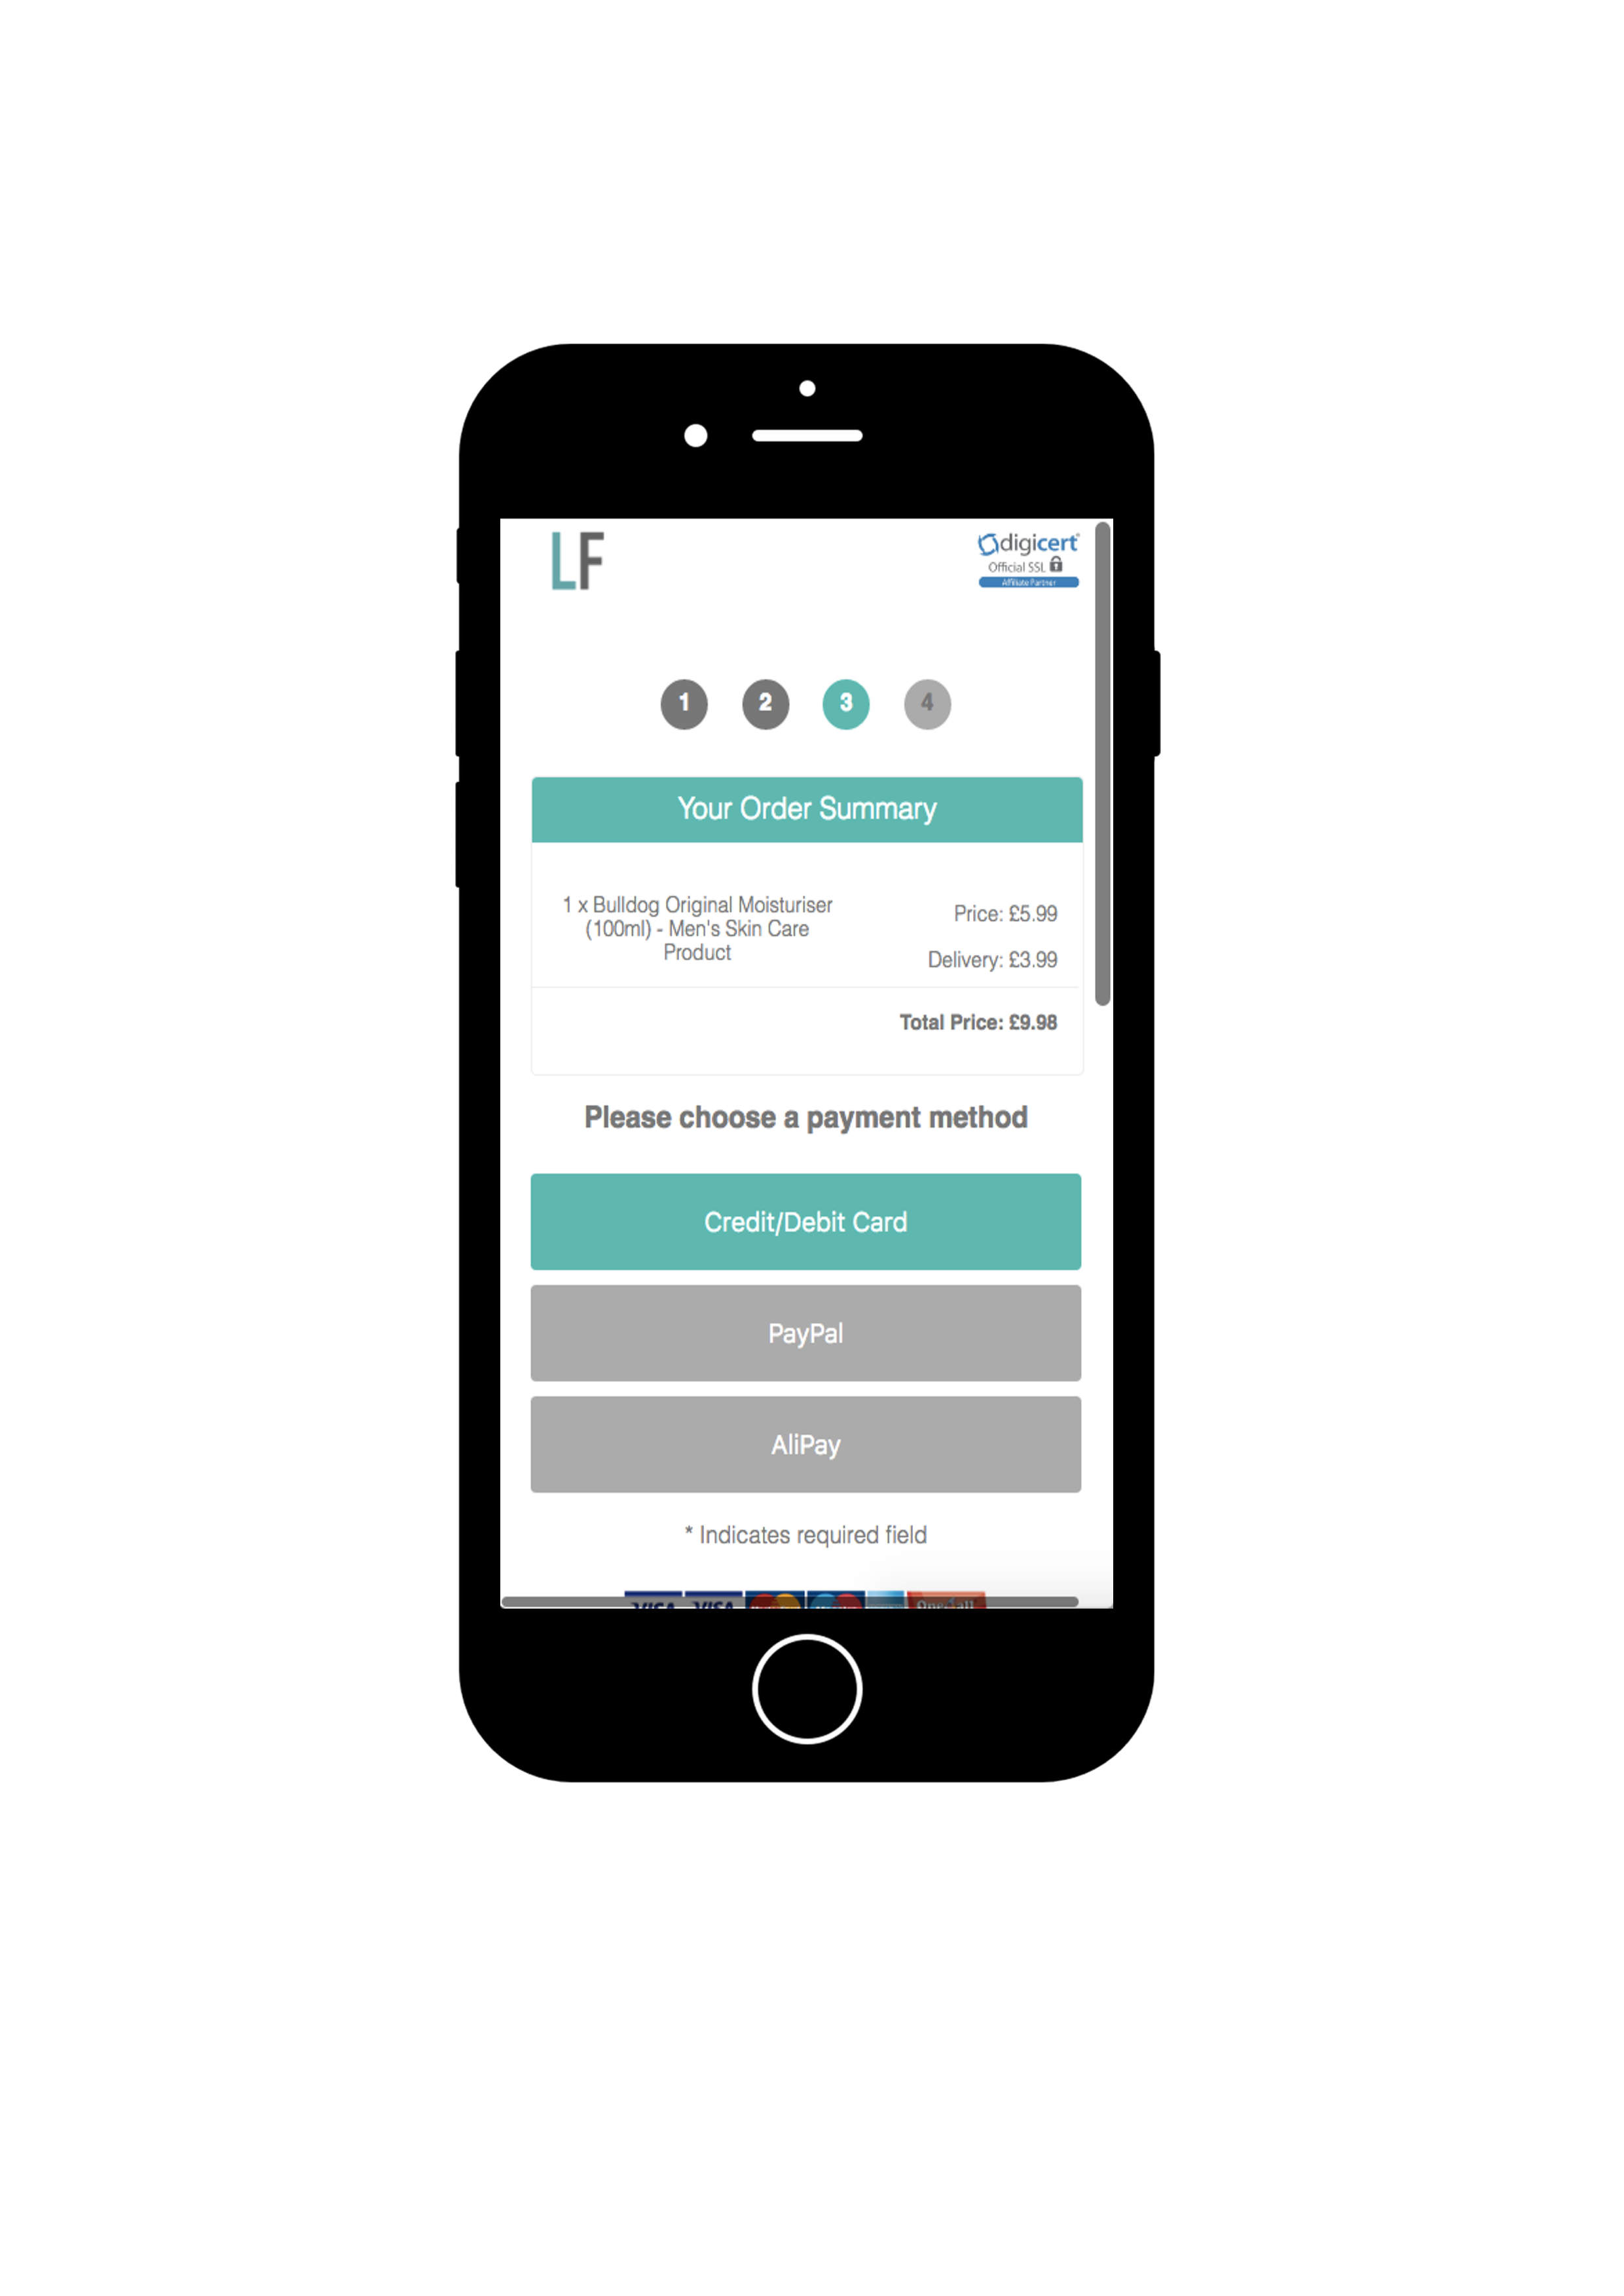 LF
digicert
Official SSL
Affiliate Partner
1 2 3 4
Your Order Summary
1 x Bulldog Original Moisturiser
(100ml) - Men's Skin Care
Product
Price: £5.99
Delivery: £3.99
Total Price: £9.98
Please choose a payment method
Credit/Debit Card
PayPal
AliPay
* Indicates required field
VISA VISA